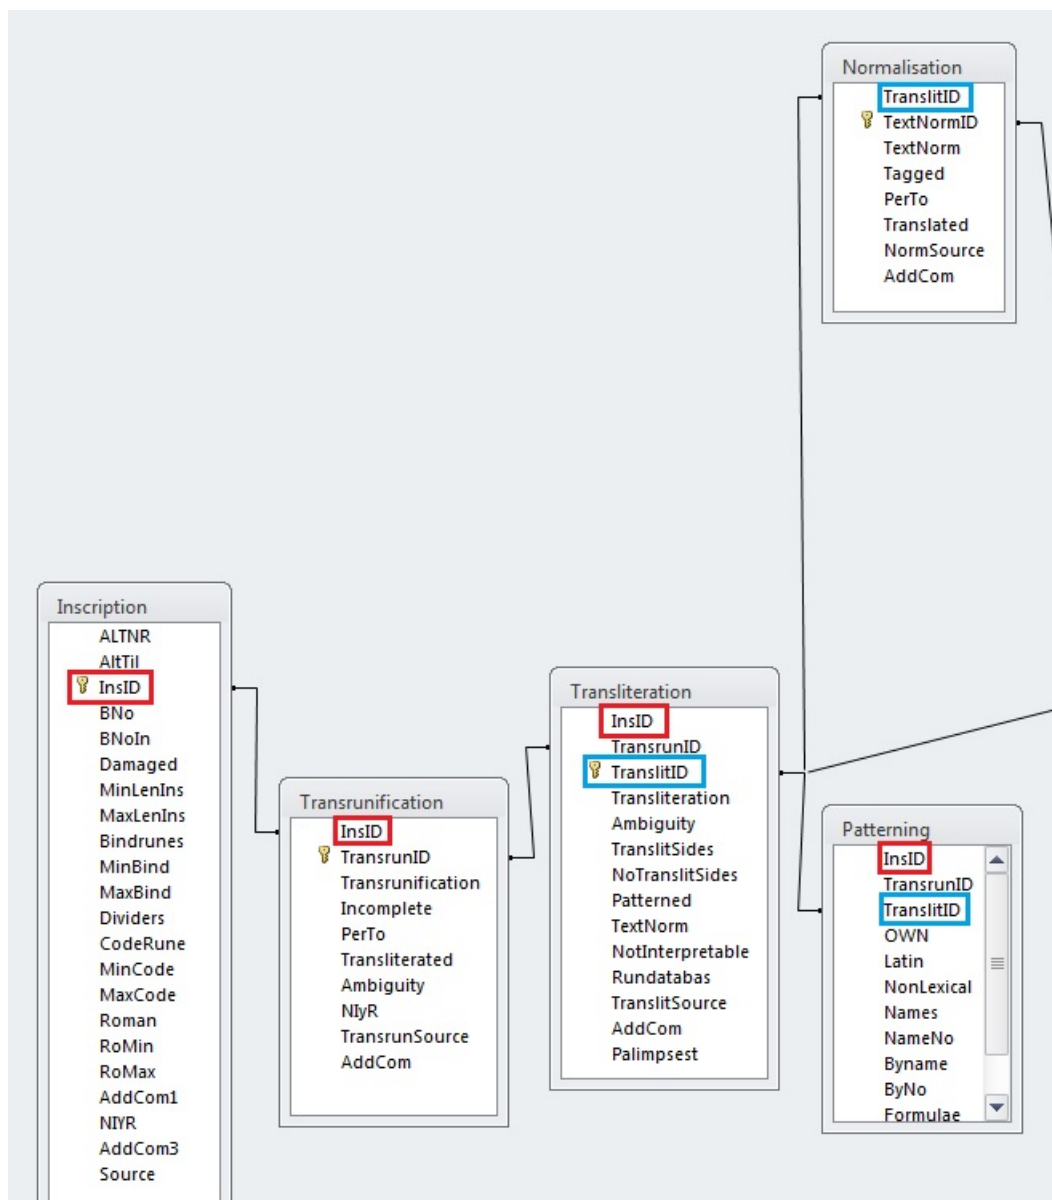 Normalisation
TranslitID
TextNormID
TextNorm
Tagged
PerTo
Translated
NormSource
AddCom
Inscription
ALTNR
AltTil
InsID
BNo
BNoIn
Damaged
MinLenIns
MaxLenIns
Bindrunes
MinBind
MaxBind
Dividers
CodeRune
MinCode
MaxCode
Roman
RoMin
RoMax
AddCom1
NIYR
AddCom3
Source
Transrunification
InsID
TransrunID
Transrunification
Incomplete
PerTo
Transliterated
Ambiguity
NIyR
TransrunSource
AddCom
Transliteration
InsID
TransrunID
TranslitID
Transliteration
Ambiguity
TranslitSides
NoTranslitSides
Patterned
TextNorm
NotInterpretable
Rundatabas
TranslitSource
AddCom
Palimpsest
Patterning
InsID
TransrunID
TranslitID
OWN
Latin
NonLexical
Names
NameNo
Byname
ByNo
Formulae